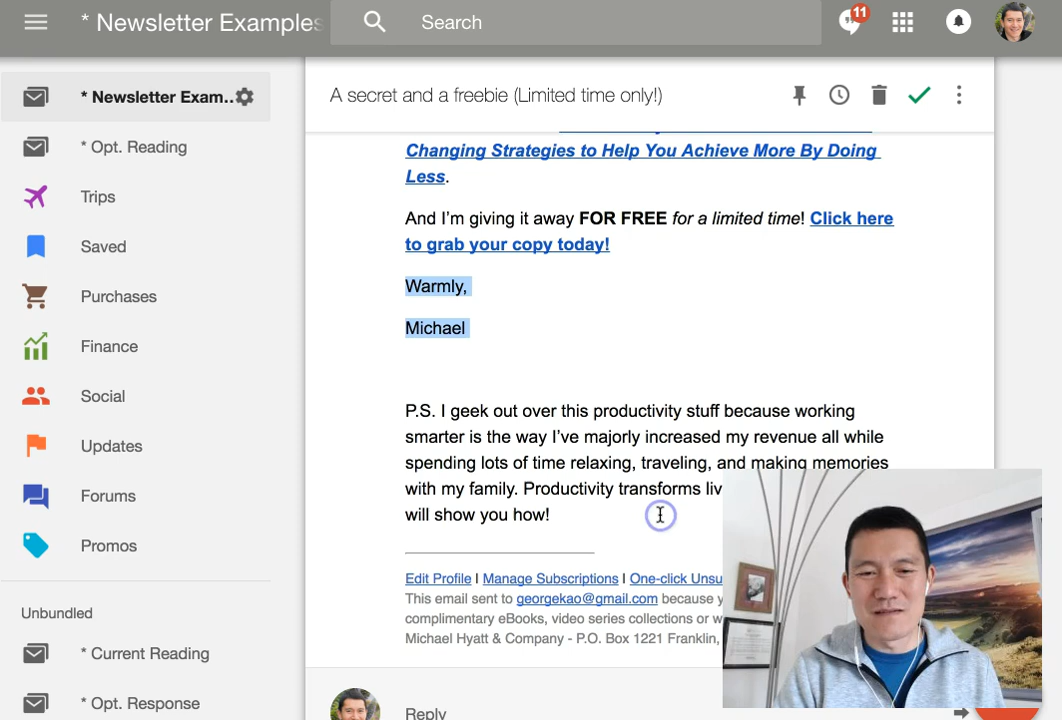 * Newsletter Examples
Search
11
* Newsletter Exam..
* Opt. Reading
Trips
Saved
Purchases
Finance
Social
Updates
Forums
Promos
Unbundled
* Current Reading
* Opt. Response
A secret and a freebie (Limited time only!)
Changing Strategies to Help You Achieve More By Doing
Less.
And I'm giving it away FOR FREE for a limited time! Click here
to grab your copy today!
Warmly,
Michael
P.S. I geek out over this productivity stuff because working
smarter is the way I've majorly increased my revenue all while
spending lots of time relaxing, traveling, and making memories
with my family. Productivity transforms
will show you how!
Edit Profile I Manage Subscriptions I One-click
This email sent to georgekao@gmail.com because
complimentary eBooks, video series collections or
Michael Hyatt & Company - P.O. Box 1221 Franklin,
Reply